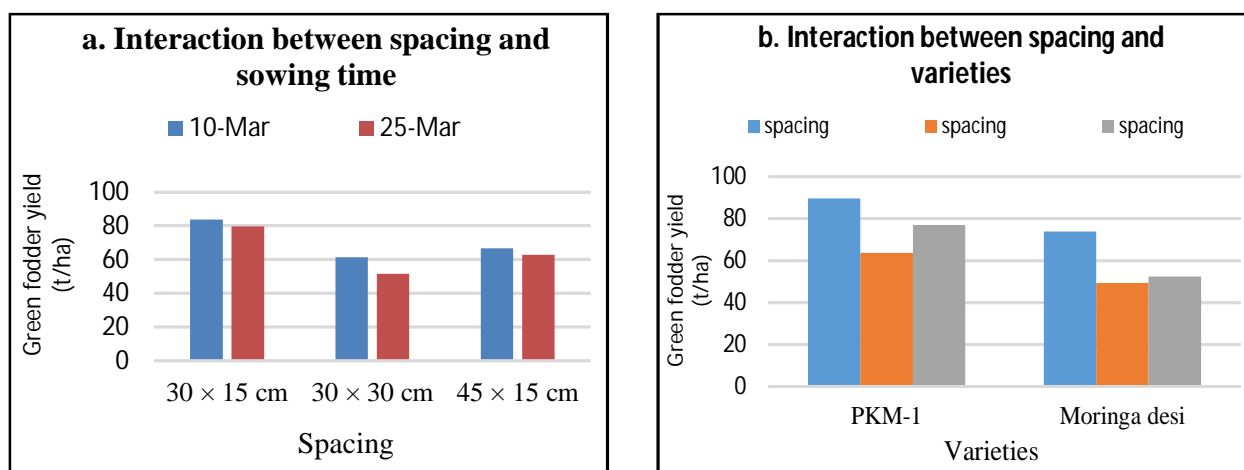 a. Interaction between spacing and
sowing time
10-Mar 25-Mar
Green fodder yield
(t/ha)
100
80
60
40
20
0
30 × 15 cm 30 × 30 cm 45 × 15 cm
Spacing
b. Interaction between spacing and
varieties
spacing spacing spacing
Green fodder yield
(t/ha)
100
80
60
40
20
0
PKM-1 Moringa desi
Varieties